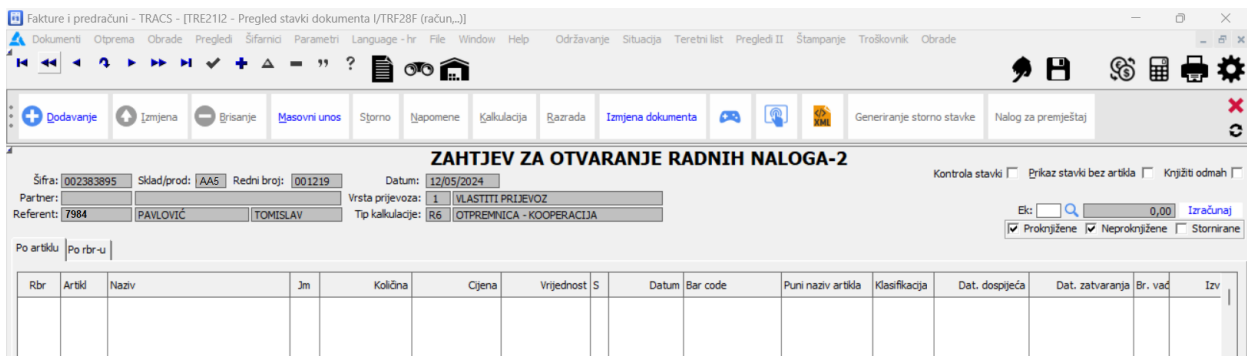 Fakture i predračuni - TRACS - [TRE21I2 - Pregled stavki dokumenta I/TRF28F (račun,..)]
Dokumenti Otprema Obrade Pregledi Šifarnici Parametri Language - hr File Window Help Održavanje Situacija Teretni list Pregledi II Štampanje Troškovnik Obrade
Dodavanje Izmjena Brisanje Masovni unos Storno Napomene Kalkulacija Razrada Izmjena dokumenta XML Generiranje storno stavke Nalog za premještaj
ZAHTJEV ZA OTVARANJE RADNIH NALOGA-2
Kontrola stavki Prikaz stavki bez artikla Knjižiti odmah
Šifra: 002383895 Sklad/prod: AA5 Redni broj: 001219 Datum: 12/05/2024
Partner: Vrsta prijevoza: 1 VLASTITI PRIJEVOZ
Referent: 7984 PAVLOVIĆ TOMISLAV Tip kalkulacije: R6 OTPREMNICA - KOOPERACIJA
Ek: 0,00 Izračunaj
Proknjižene Neproknjižene Stornirane
Po artiklu Po rbr-u
Rbr Artikl Naziv Jm Količina Cijena Vrijednost S Datum Bar code Puni naziv artikla Klasifikacija Dat. dospijeća Dat. zatvaranja Br. vad Izv